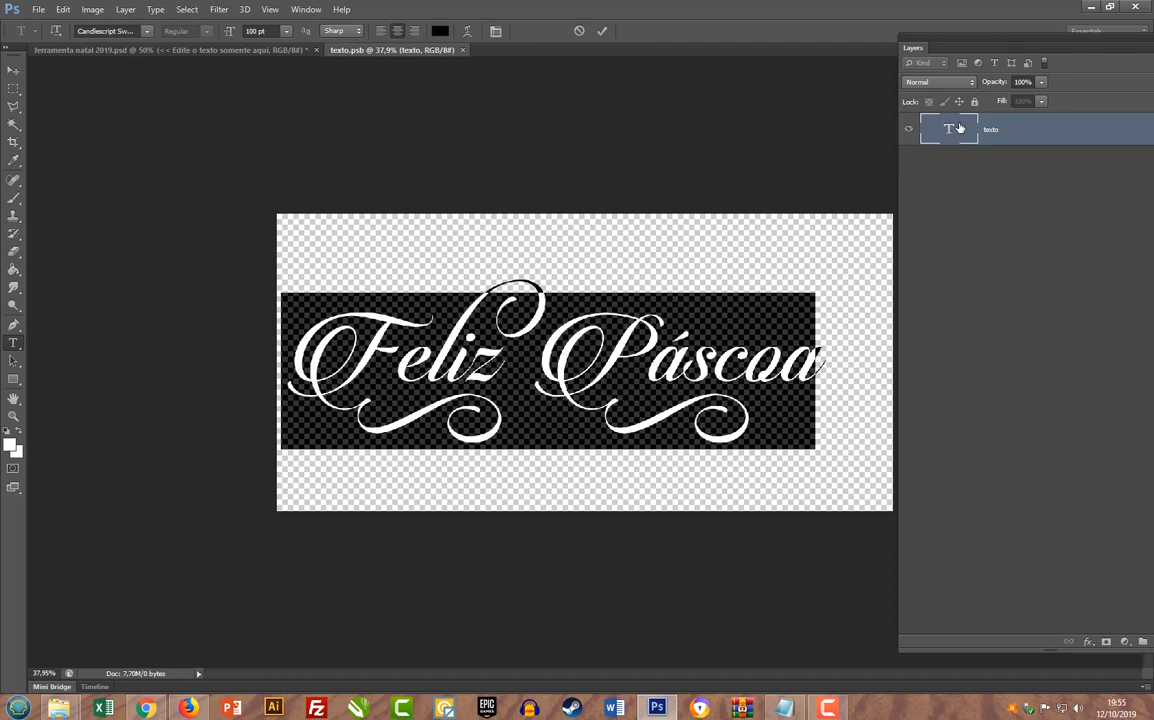 Ps File Edit Image Layer Type Select Filter 3D View Window Help
T Candlescript Sw... Regular 100 pt Sharp
Essentials
ferramenta natal 2019.psd @ 50% (<< Edite o texto somente aqui, RGB/8#) * × texto.psb @ 37,9% (texto, RGB/8#) ×
Layers
Kind
Normal Opacity: 100%
Lock: Fill: 100%
T texto
Feliz Páscoa
37,95% Doc: 7,70M/0 bytes
Mini Bridge Timeline
19:55
12/10/2019